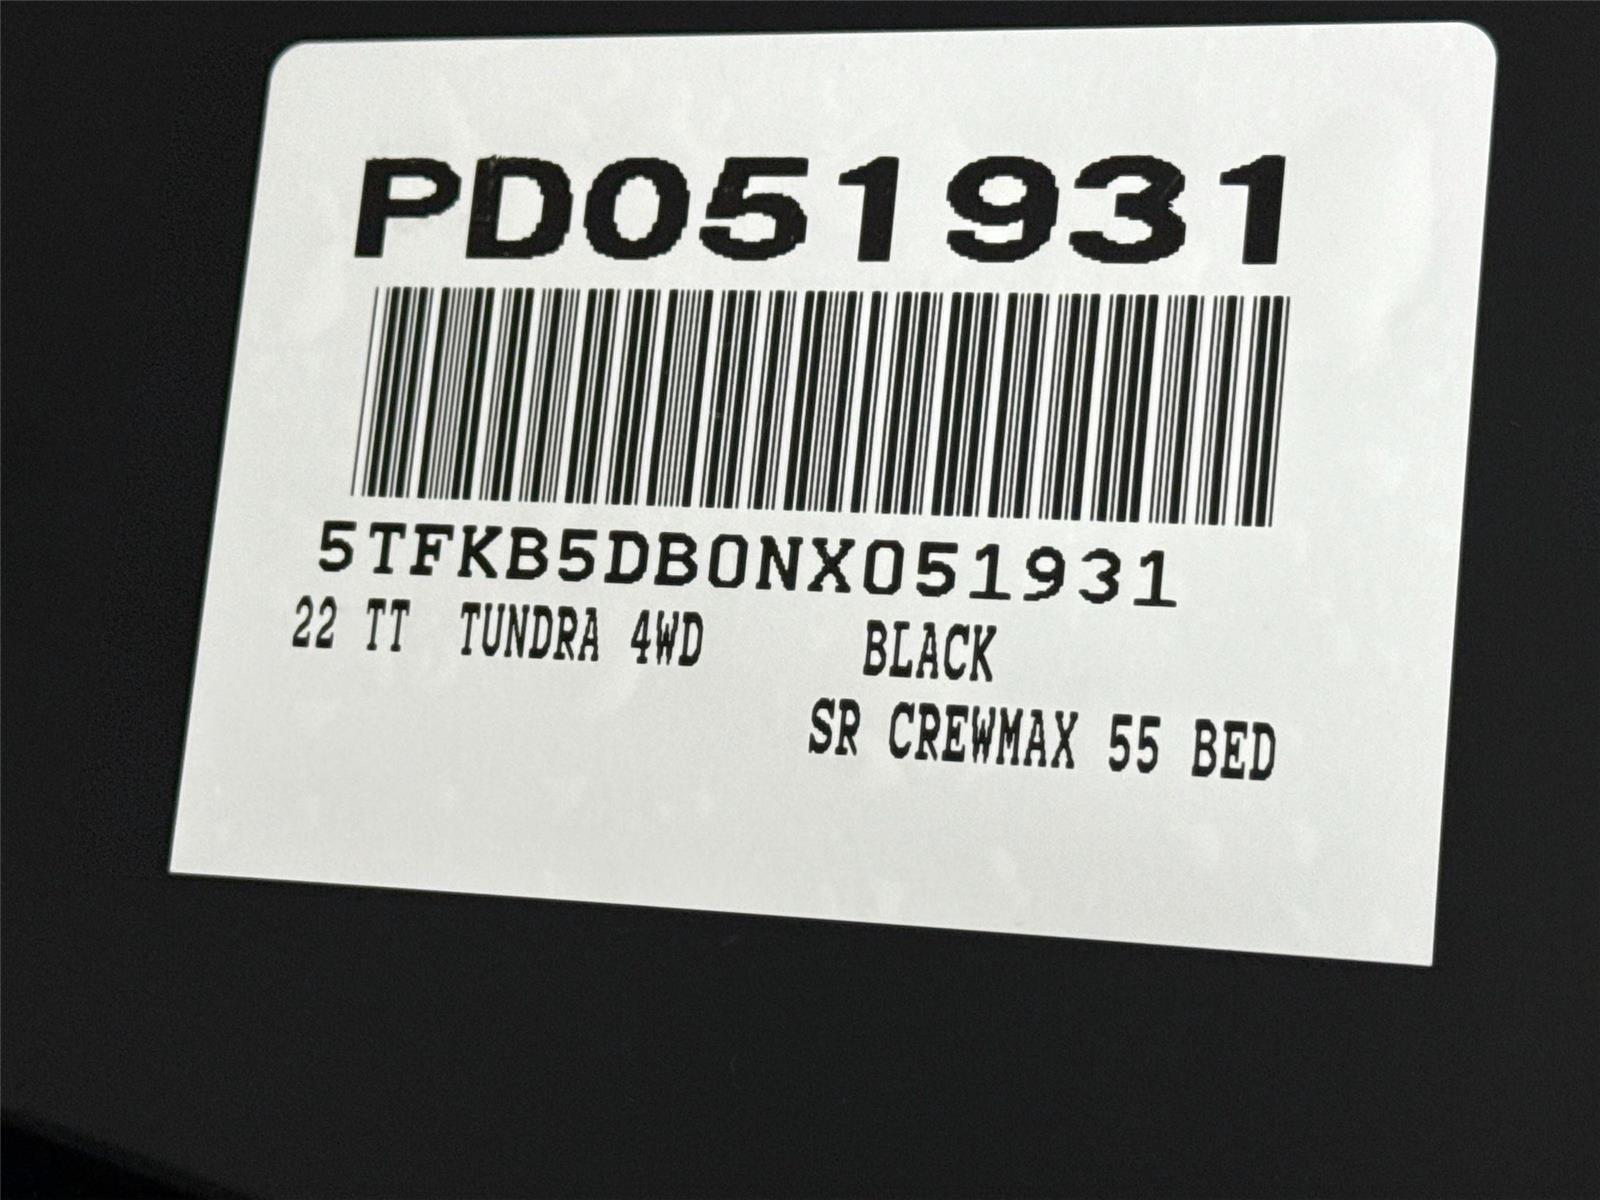 PD051931
5TFKB5DB0NX051931
22 TT TUNDRA 4WD BLACK
SR CREWMAX 55 BED